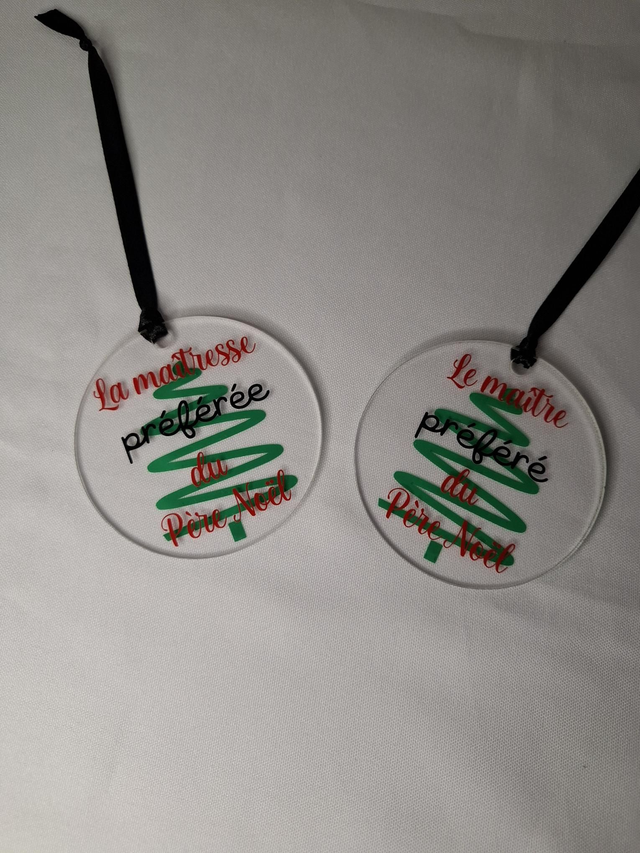 La maîtresse
préférée
du
Père Noël
Le maître
préféré
du
Père Noël